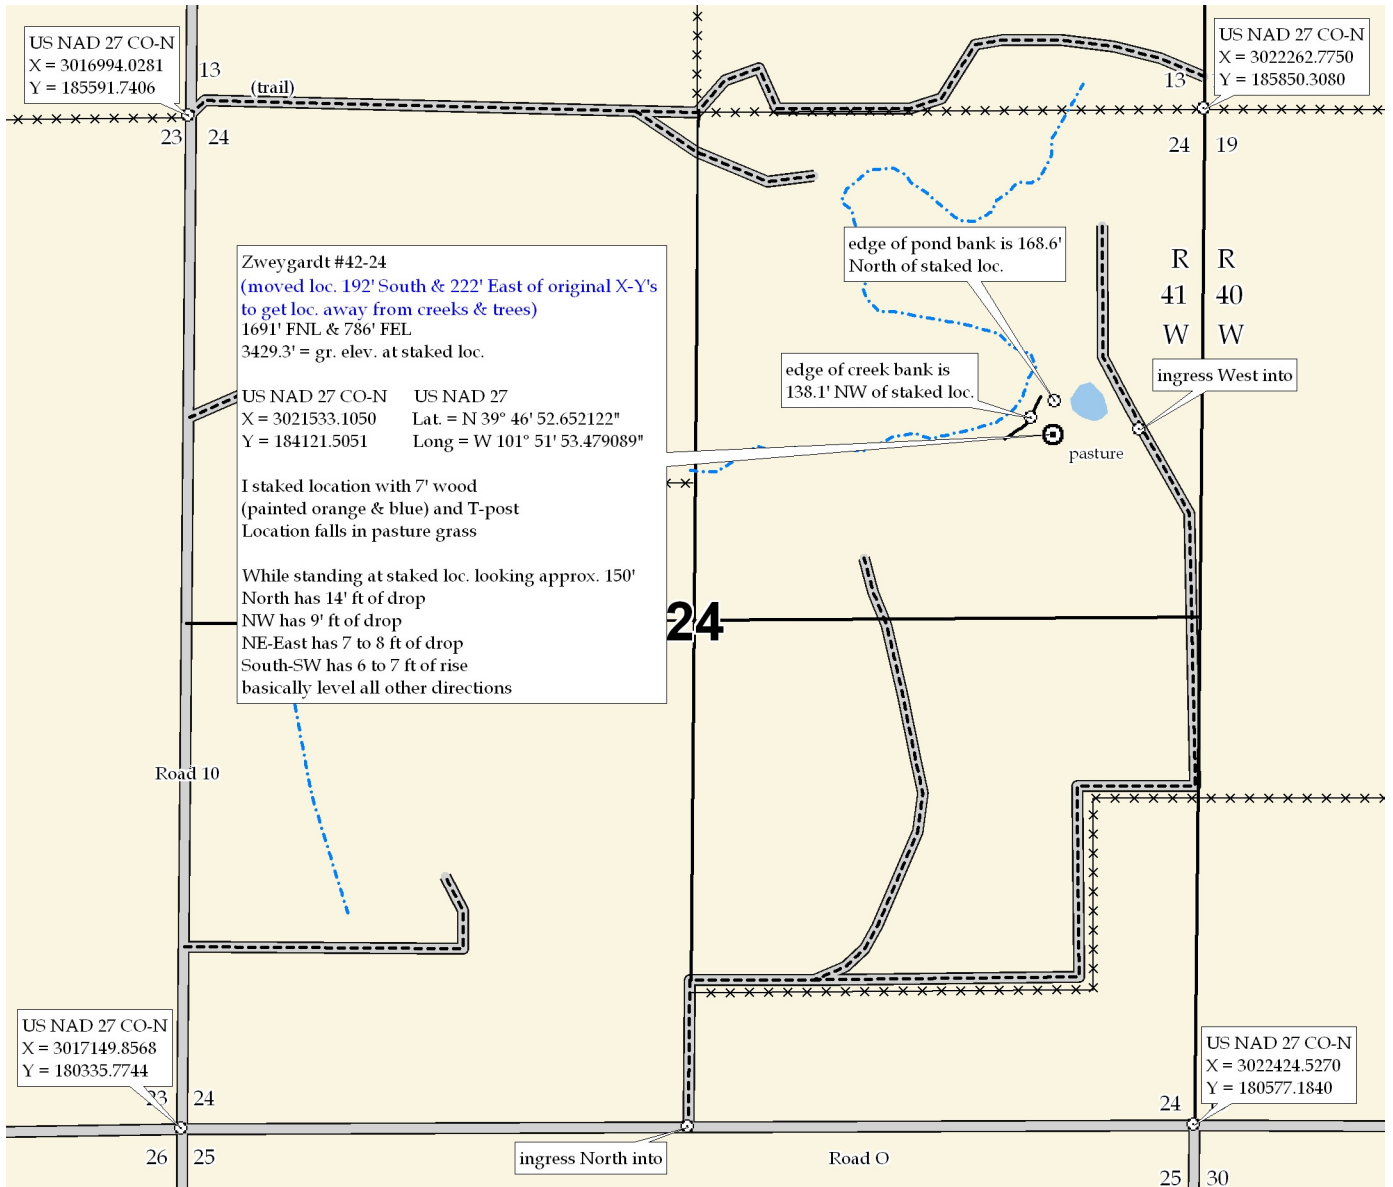 US NAD 27 CO-N
X = 3016994.0281
Y = 185591.7406
13
(trail)
23 24
US NAD 27 CO-N
X = 3022262.7750
Y = 185850.3080
13
24 19
edge of pond bank is 168.6'
North of staked loc.
R R
41 40
W W
Zweygardt #42-24
(moved loc. 192' South & 222' East of original X-Y's
to get loc. away from creeks & trees)
1691' FNL & 786' FEL
3429.3' = gr. elev. at staked loc.
US NAD 27 CO-N US NAD 27
X = 3021533.1050 Lat. = N 39° 46' 52.652122"
Y = 184121.5051 Long = W 101° 51' 53.479089"
I staked location with 7' wood
(painted orange & blue) and T-post
Location falls in pasture grass
While standing at staked loc. looking approx. 150'
North has 14' ft of drop
NW has 9' ft of drop
NE-East has 7 to 8 ft of drop
South-SW has 6 to 7 ft of rise
basically level all other directions
edge of creek bank is
138.1' NW of staked loc.
ingress West into
pasture
24
Road 10
US NAD 27 CO-N
X = 3017149.8568
Y = 180335.7744
23 24
26 25
ingress North into
Road O
US NAD 27 CO-N
X = 3022424.5270
Y = 180577.1840
24
25 30